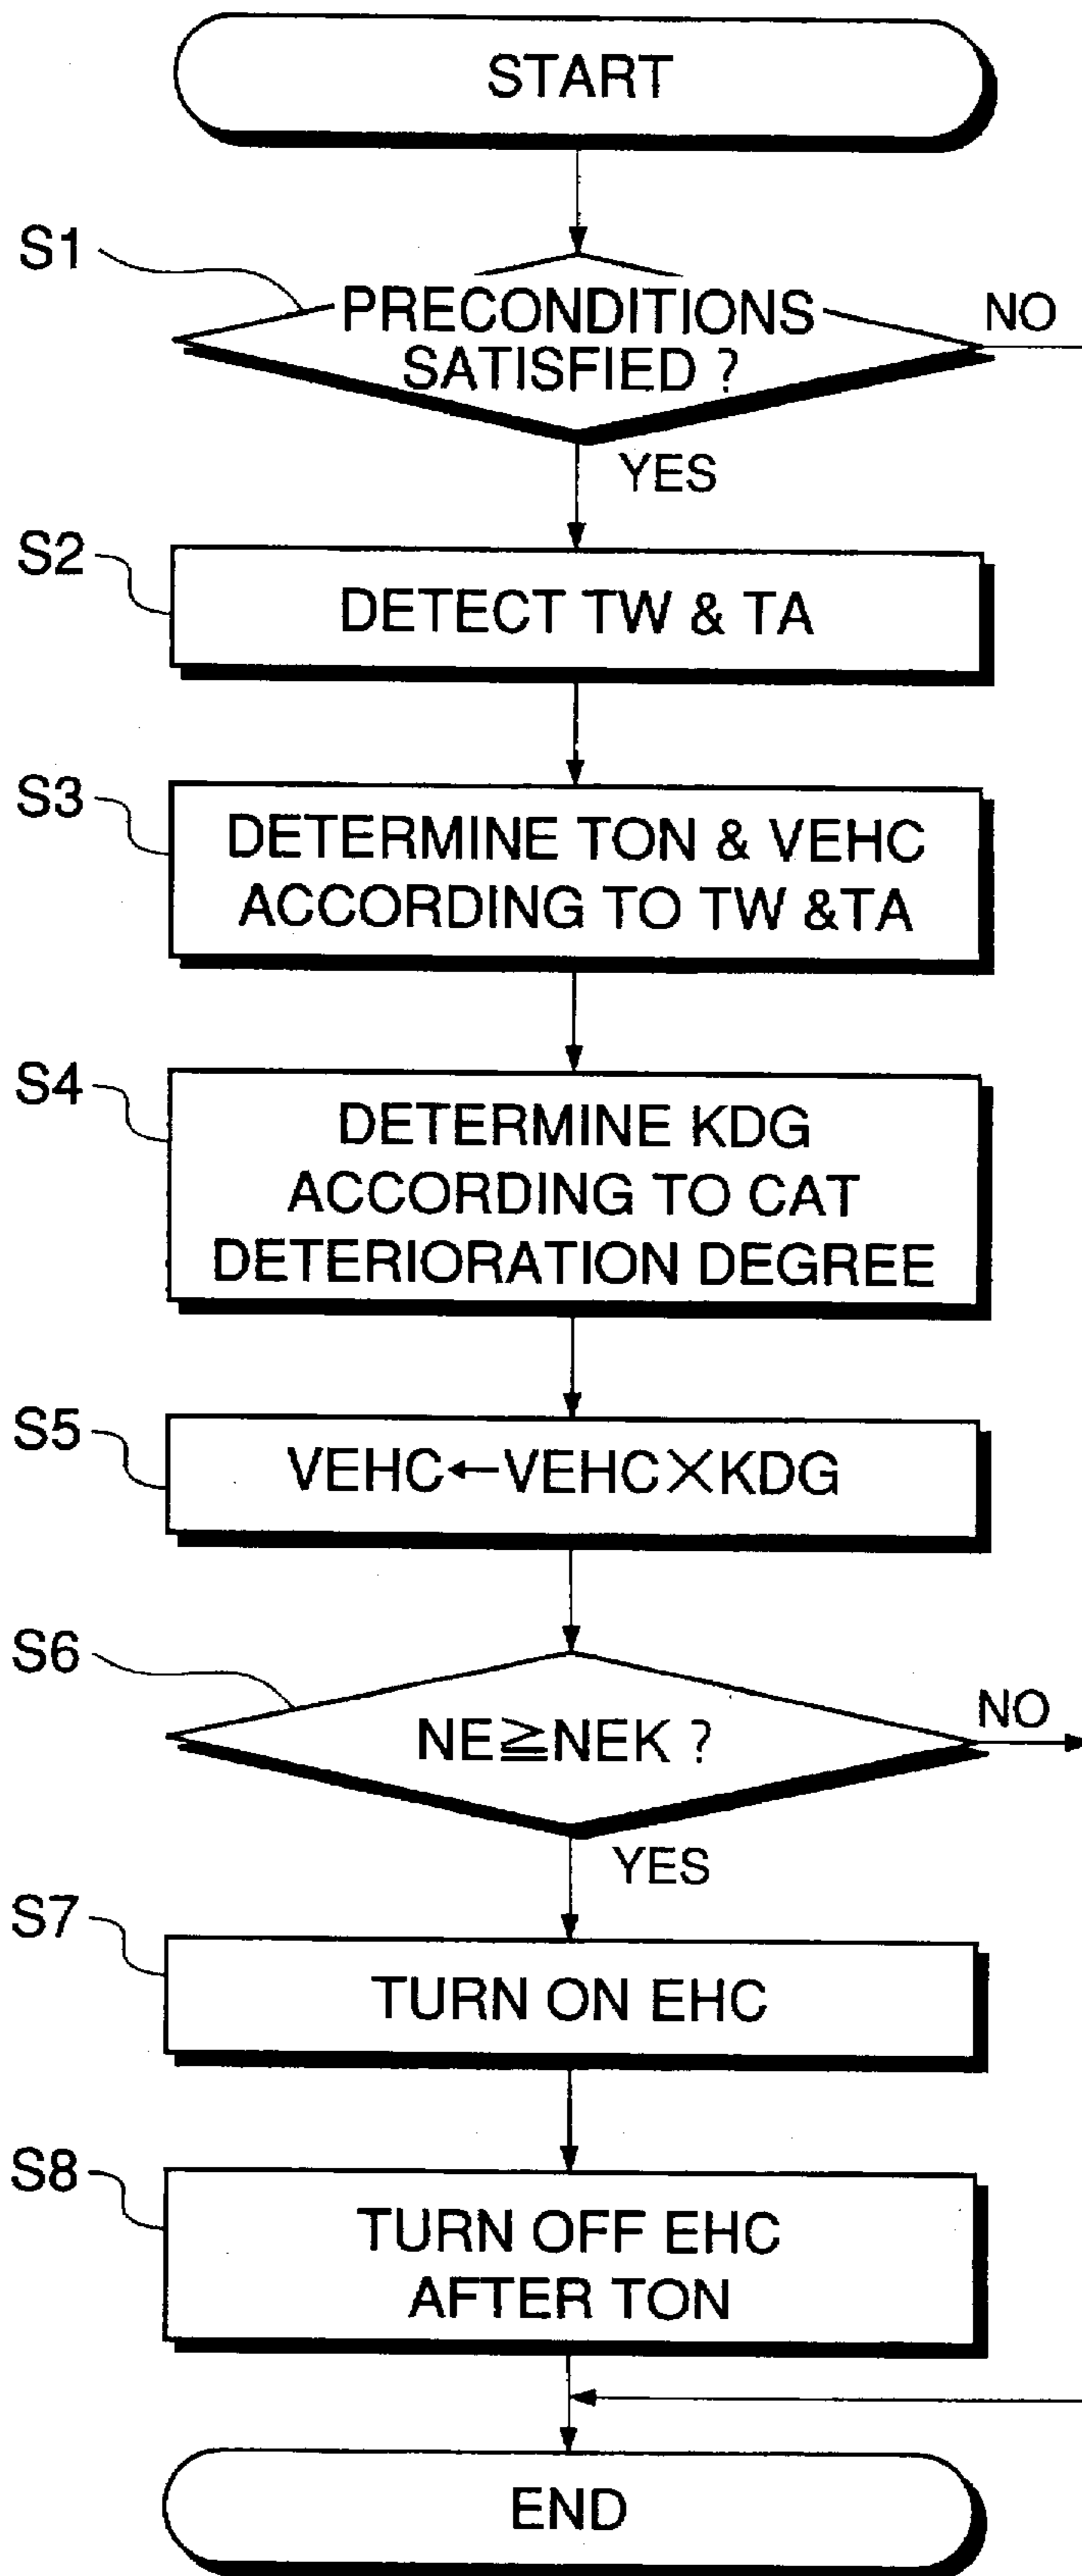 START
S1
PRECONDITIONS
SATISFIED ?
NO
YES
S2
DETECT TW & TA
S3
DETERMINE TON & VEHC
ACCORDING TO TW &TA
S4
DETERMINE KDG
ACCORDING TO CAT
DETERIORATION DEGREE
S5
VEHC←VEHC×KDG
S6
NE≧NEK ?
NO
YES
S7
TURN ON EHC
S8
TURN OFF EHC
AFTER TON
END